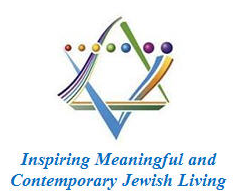 Inspiring Meaningful and
Contemporary Jewish Living